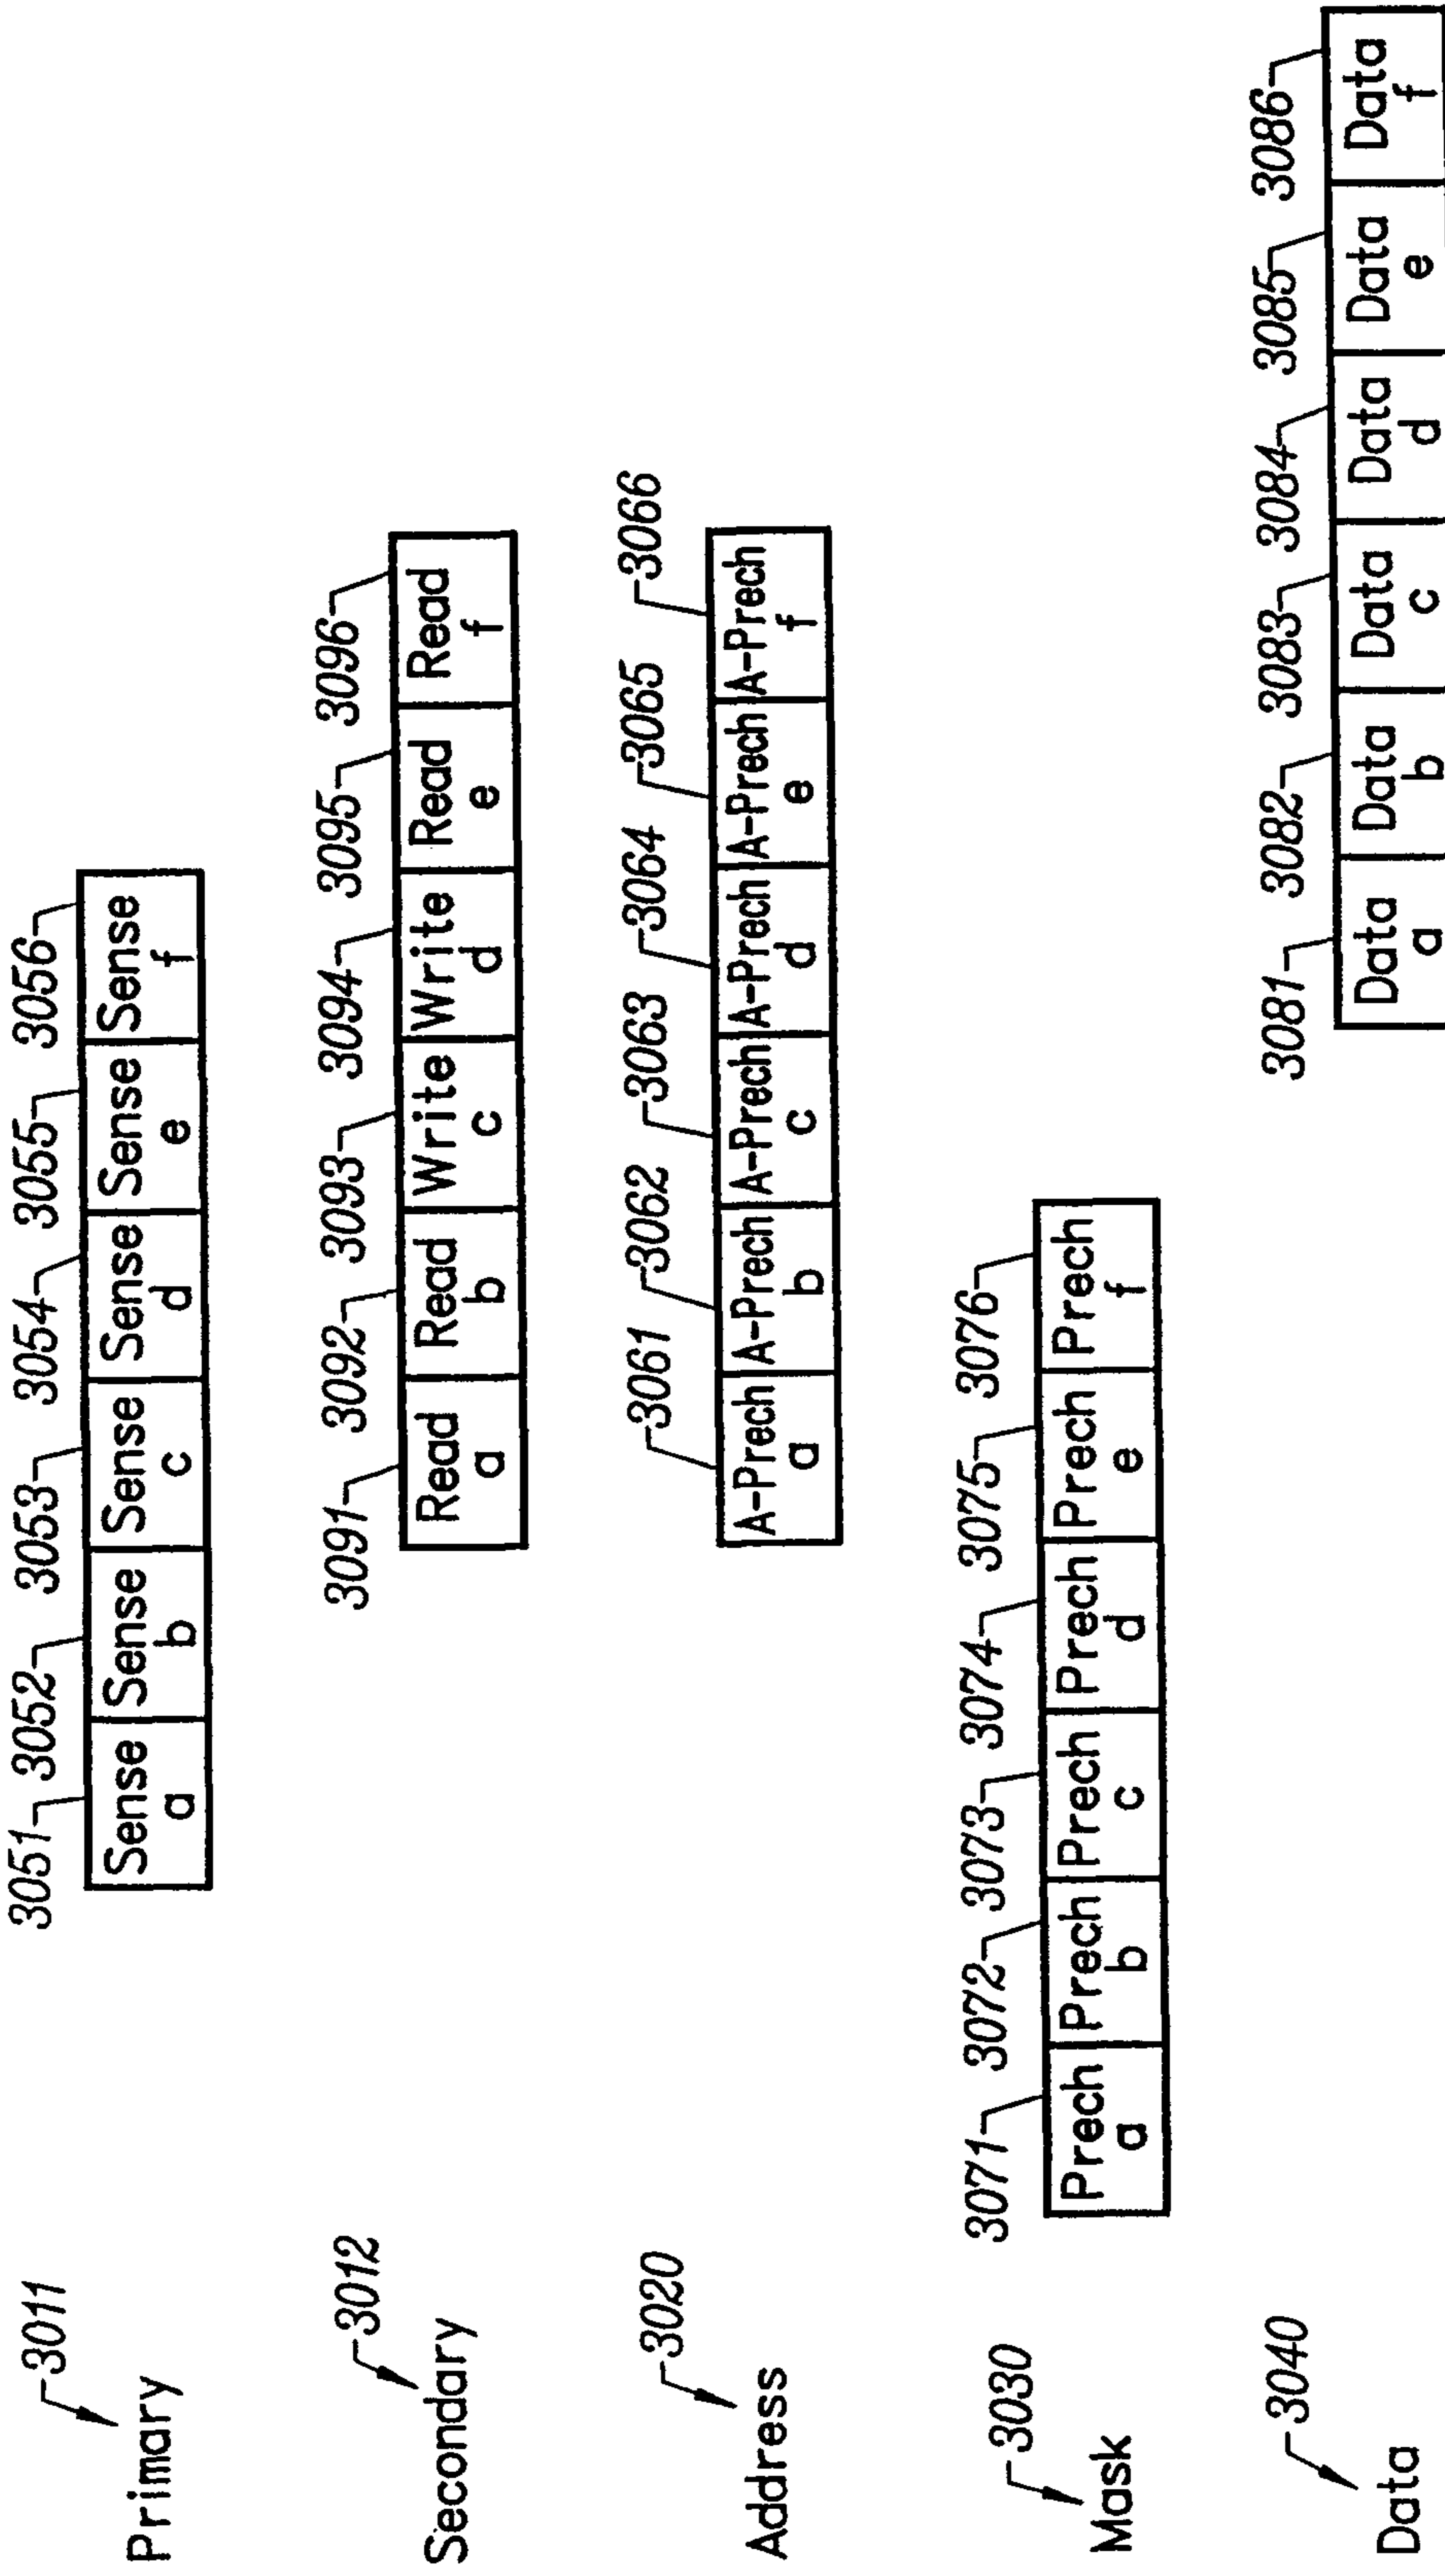 3011
Primary
3051 3052 3053 3054 3055 3056
Sense Sense Sense Sense Sense Sense
a b c d e f
3012
Secondary
3091 3092 3093 3094 3095 3096
Read Read Write Write Read Read
a b c d e f
3020
Address
3061 3062 3063 3064 3065 3066
A-Prech A-Prech A-Prech A-Prech A-Prech A-Prech
a b c d e f
3030
Mask
3071 3072 3073 3074 3075 3076
Prech Prech Prech Prech Prech Prech
a b c d e f
3040
Data
3081 3082 3083 3084 3085 3086
Data Data Data Data Data Data
a b c d e f